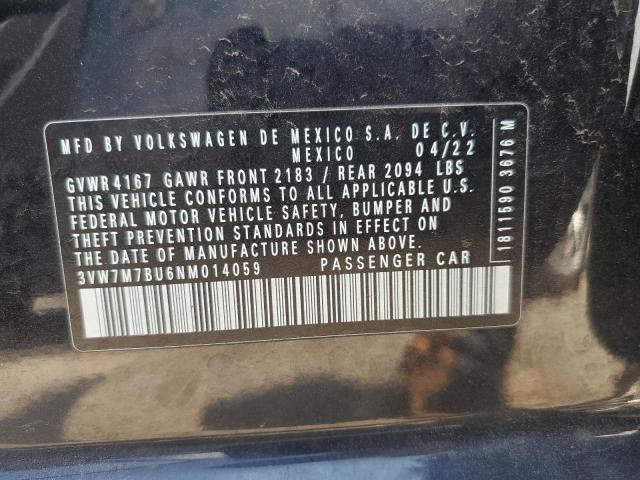 MFD BY VOLKSWAGEN DE MEXICO S.A. DE C.V.
MEXICO 04/22
GVWR 4167 GAWR FRONT 2183 / REAR 2094 LBS
THIS VEHICLE CONFORMS TO ALL APPLICABLE U.S.
FEDERAL MOTOR VEHICLE SAFETY, BUMPER AND
THEFT PREVENTION STANDARDS IN EFFECT ON
THE DATE OF MANUFACTURE SHOWN ABOVE.
3VW7M7BU6NM014059 PASSENGER CAR
1811590 3676 M